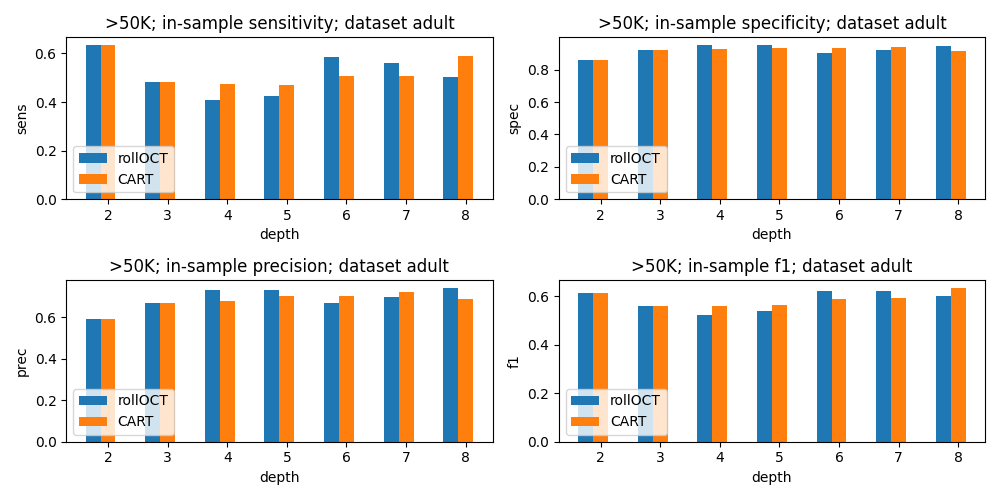 >50K; in-sample sensitivity; dataset adult
sens
0.6
0.4
0.2
0.0
rollOCT
CART
2 3 4 5 6 7 8
depth
>50K; in-sample specificity; dataset adult
spec
0.8
0.6
0.4
0.2
0.0
rollOCT
CART
2 3 4 5 6 7 8
depth
>50K; in-sample precision; dataset adult
prec
0.6
0.4
0.2
0.0
rollOCT
CART
2 3 4 5 6 7 8
depth
>50K; in-sample f1; dataset adult
f1
0.6
0.4
0.2
0.0
rollOCT
CART
2 3 4 5 6 7 8
depth